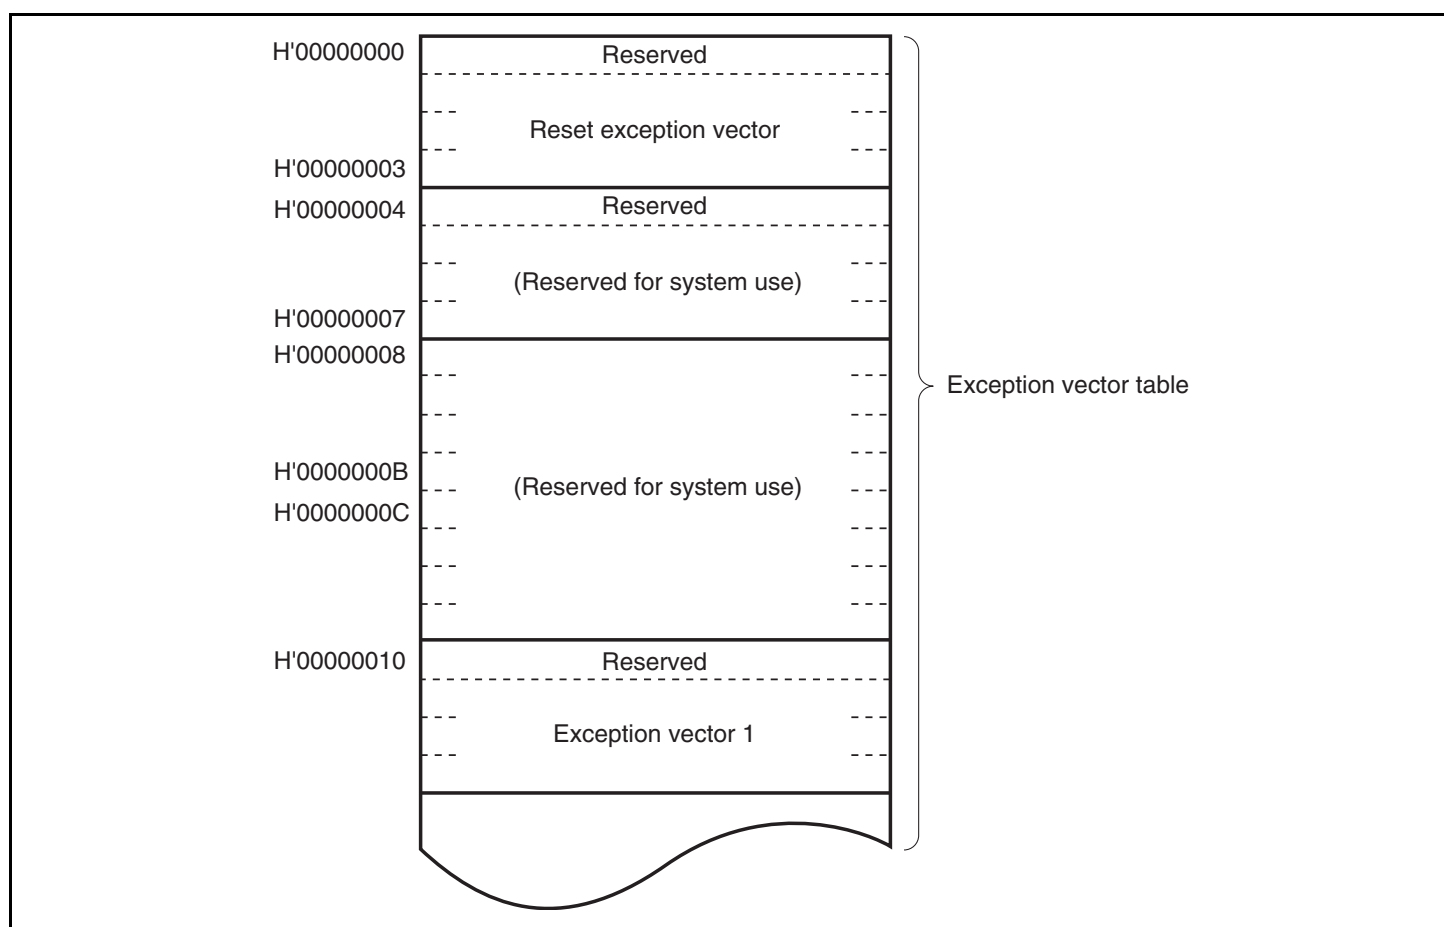 H'00000000
Reserved
Reset exception vector
H'00000003
H'00000004
Reserved
(Reserved for system use)
H'00000007
H'00000008
Exception vector table
H'0000000B
(Reserved for system use)
H'0000000C
H'00000010
Reserved
Exception vector 1